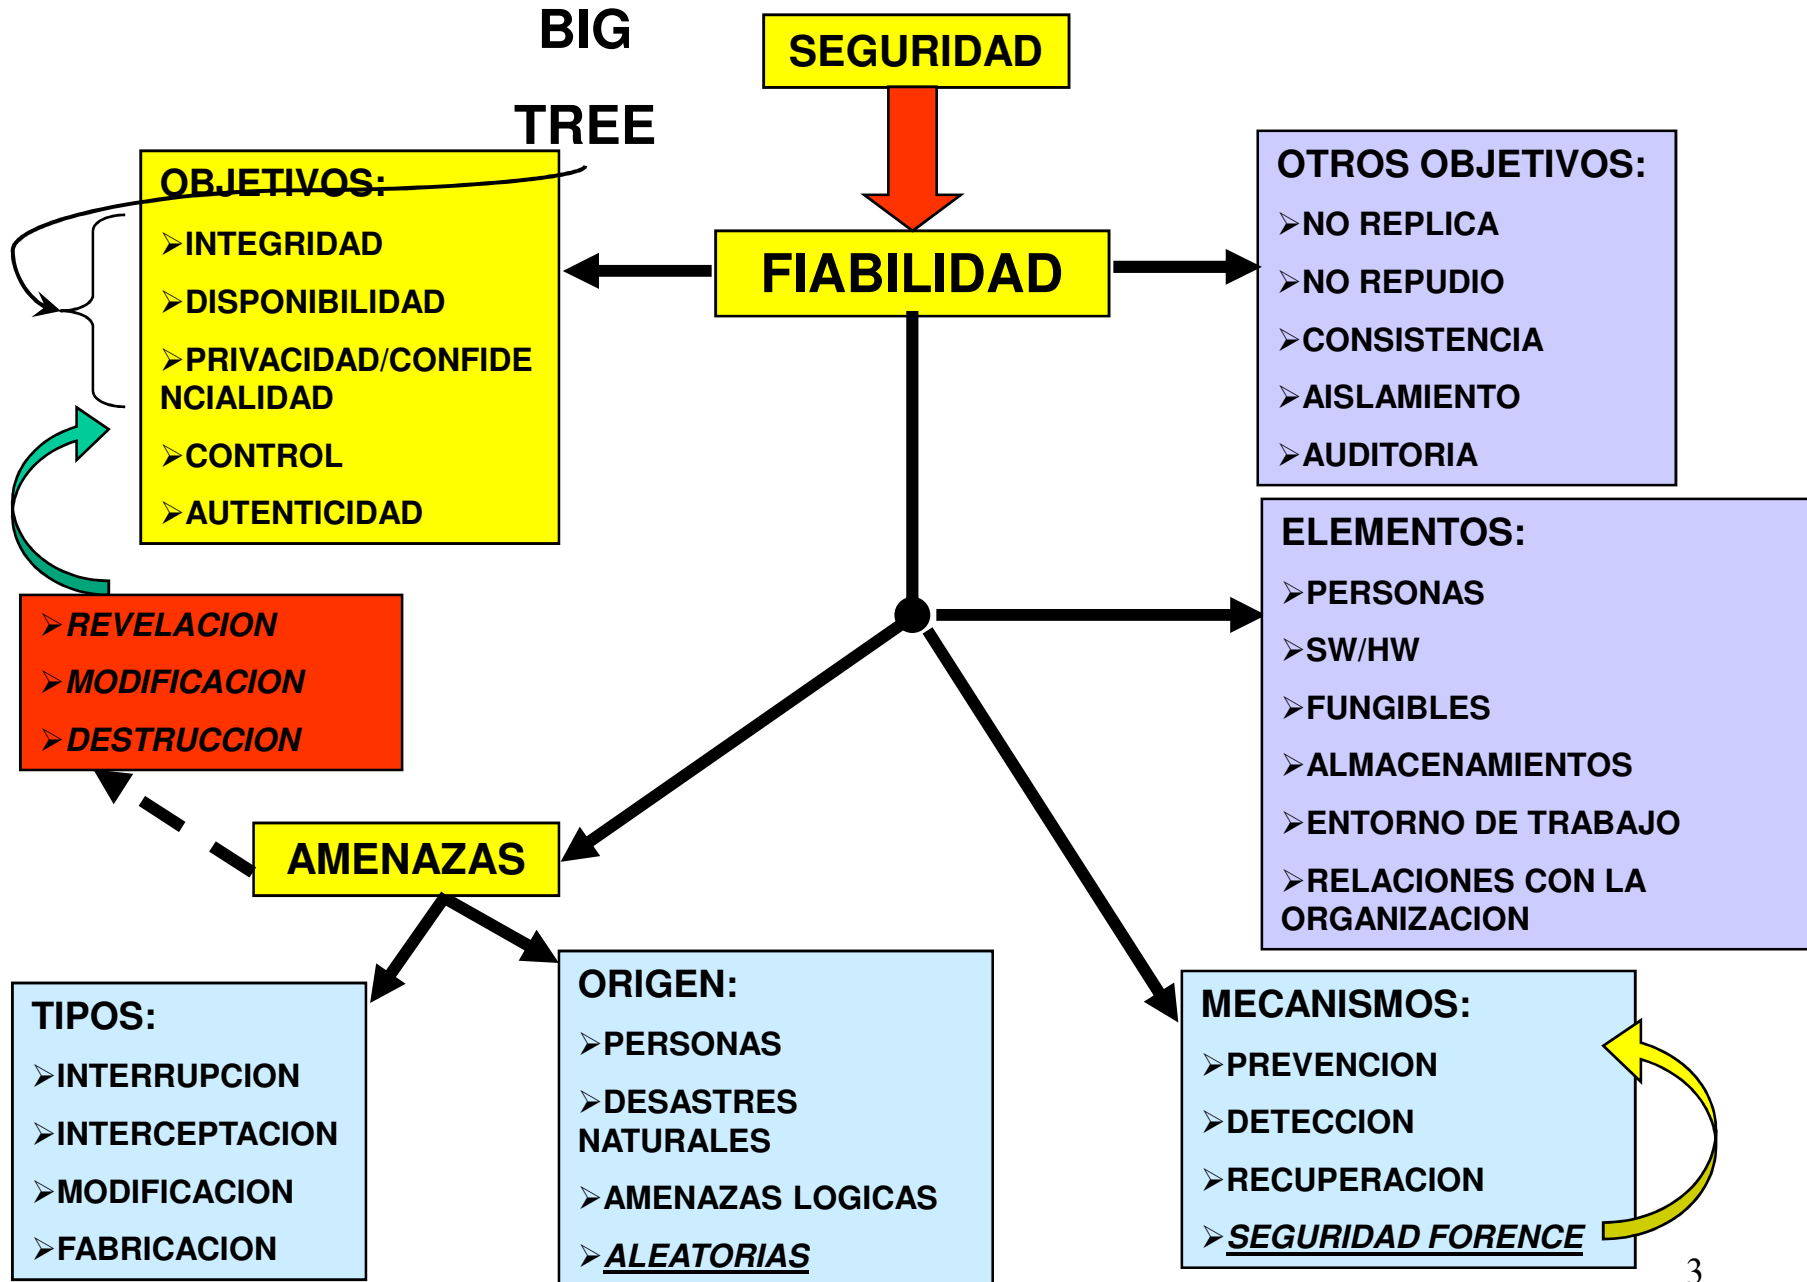 BIG
TREE
SEGURIDAD
FIABILIDAD
OBJETIVOS:
➢INTEGRIDAD
➢DISPONIBILIDAD
➢PRIVACIDAD/CONFIDE
NCIALIDAD
➢CONTROL
➢AUTENTICIDAD
OTROS OBJETIVOS:
➢NO REPLICA
➢NO REPUDIO
➢CONSISTENCIA
➢AISLAMIENTO
➢AUDITORIA
ELEMENTOS:
➢PERSONAS
➢SW/HW
➢FUNGIBLES
➢ALMACENAMIENTOS
➢ENTORNO DE TRABAJO
➢RELACIONES CON LA
ORGANIZACION
➢REVELACION
➢MODIFICACION
➢DESTRUCCION
AMENAZAS
TIPOS:
➢INTERRUPCION
➢INTERCEPTACION
➢MODIFICACION
➢FABRICACION
ORIGEN:
➢PERSONAS
➢DESASTRES
NATURALES
➢AMENAZAS LOGICAS
➢ALEATORIAS
MECANISMOS:
➢PREVENCION
➢DETECCION
➢RECUPERACION
➢SEGURIDAD FORENCE
3